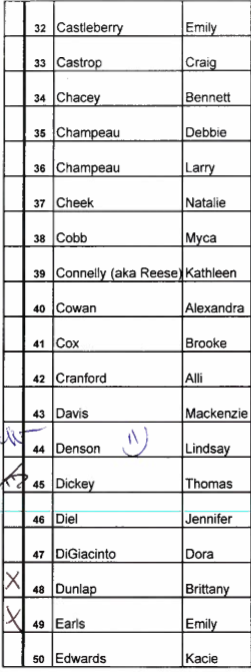 32 Castleberry Emily
33 Castrop Craig
34 Chacey Bennett
35 Champeau Debbie
36 Champeau Larry
37 Cheek Natalie
38 Cobb Myca
39 Connelly (aka Reese) Kathleen
40 Cowan Alexandra
41 Cox Brooke
42 Cranford Alli
43 Davis Mackenzie
44 Denson Lindsay
45 Dickey Thomas
46 Diel Jennifer
47 DiGiacinto Dora
X 48 Dunlap Brittany
X 49 Earls Emily
50 Edwards Kacie